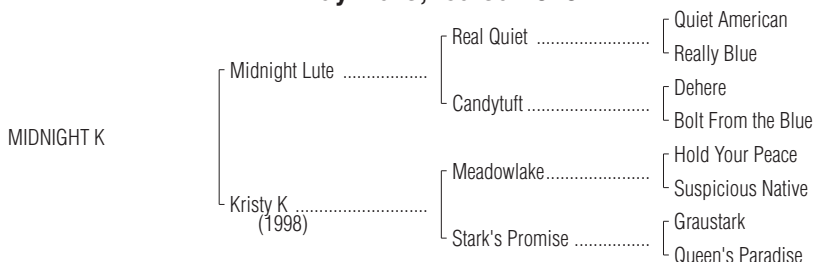 Quiet American
Real Quiet ........................
Really Blue
Midnight Lute ..................
Dehere
Candytuft ..........................
Bolt From the Blue
MIDNIGHT K
Hold Your Peace
Meadowlake......................
Suspicious Native
Kristy K ............................
(1998)
Graustark
Stark's Promise ................
Queen's Paradise